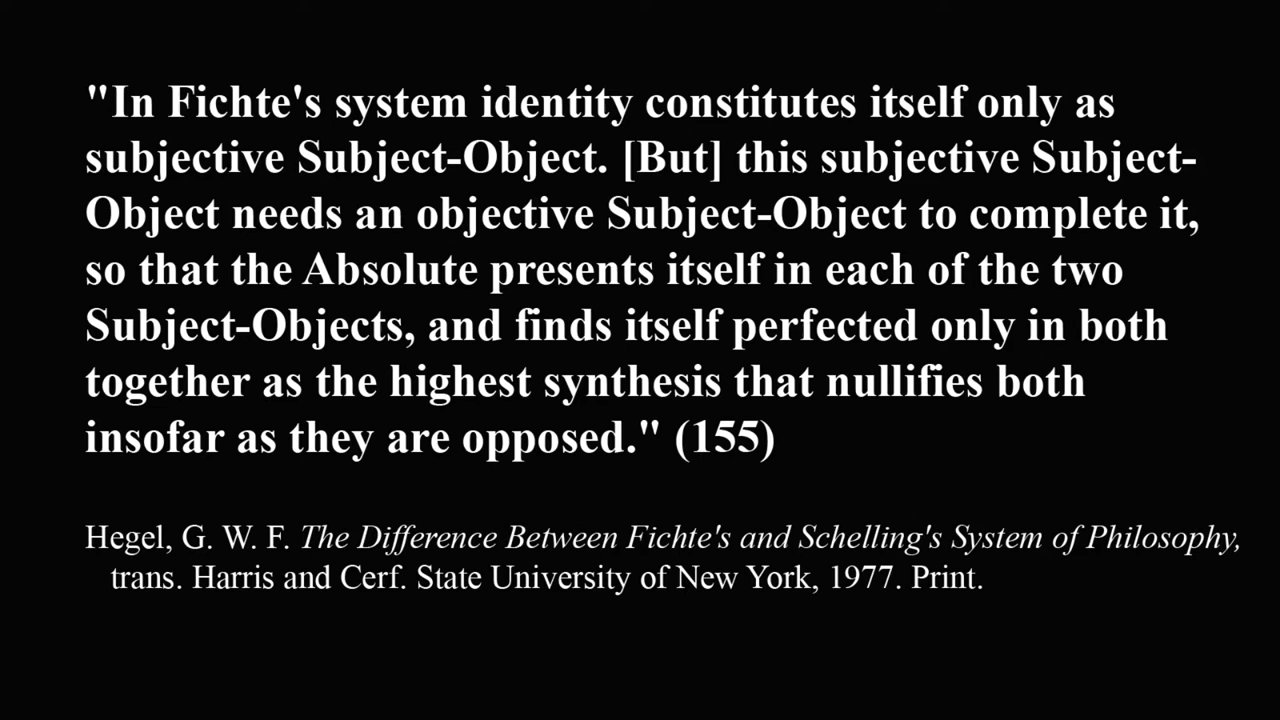 "In Fichte's system identity constitutes itself only as
subjective Subject-Object. [But] this subjective Subject-
Object needs an objective Subject-Object to complete it,
so that the Absolute presents itself in each of the two
Subject-Objects, and finds itself perfected only in both
together as the highest synthesis that nullifies both
insofar as they are opposed." (155)
Hegel, G. W. F. The Difference Between Fichte's and Schelling's System of Philosophy,
trans. Harris and Cerf. State University of New York, 1977. Print.